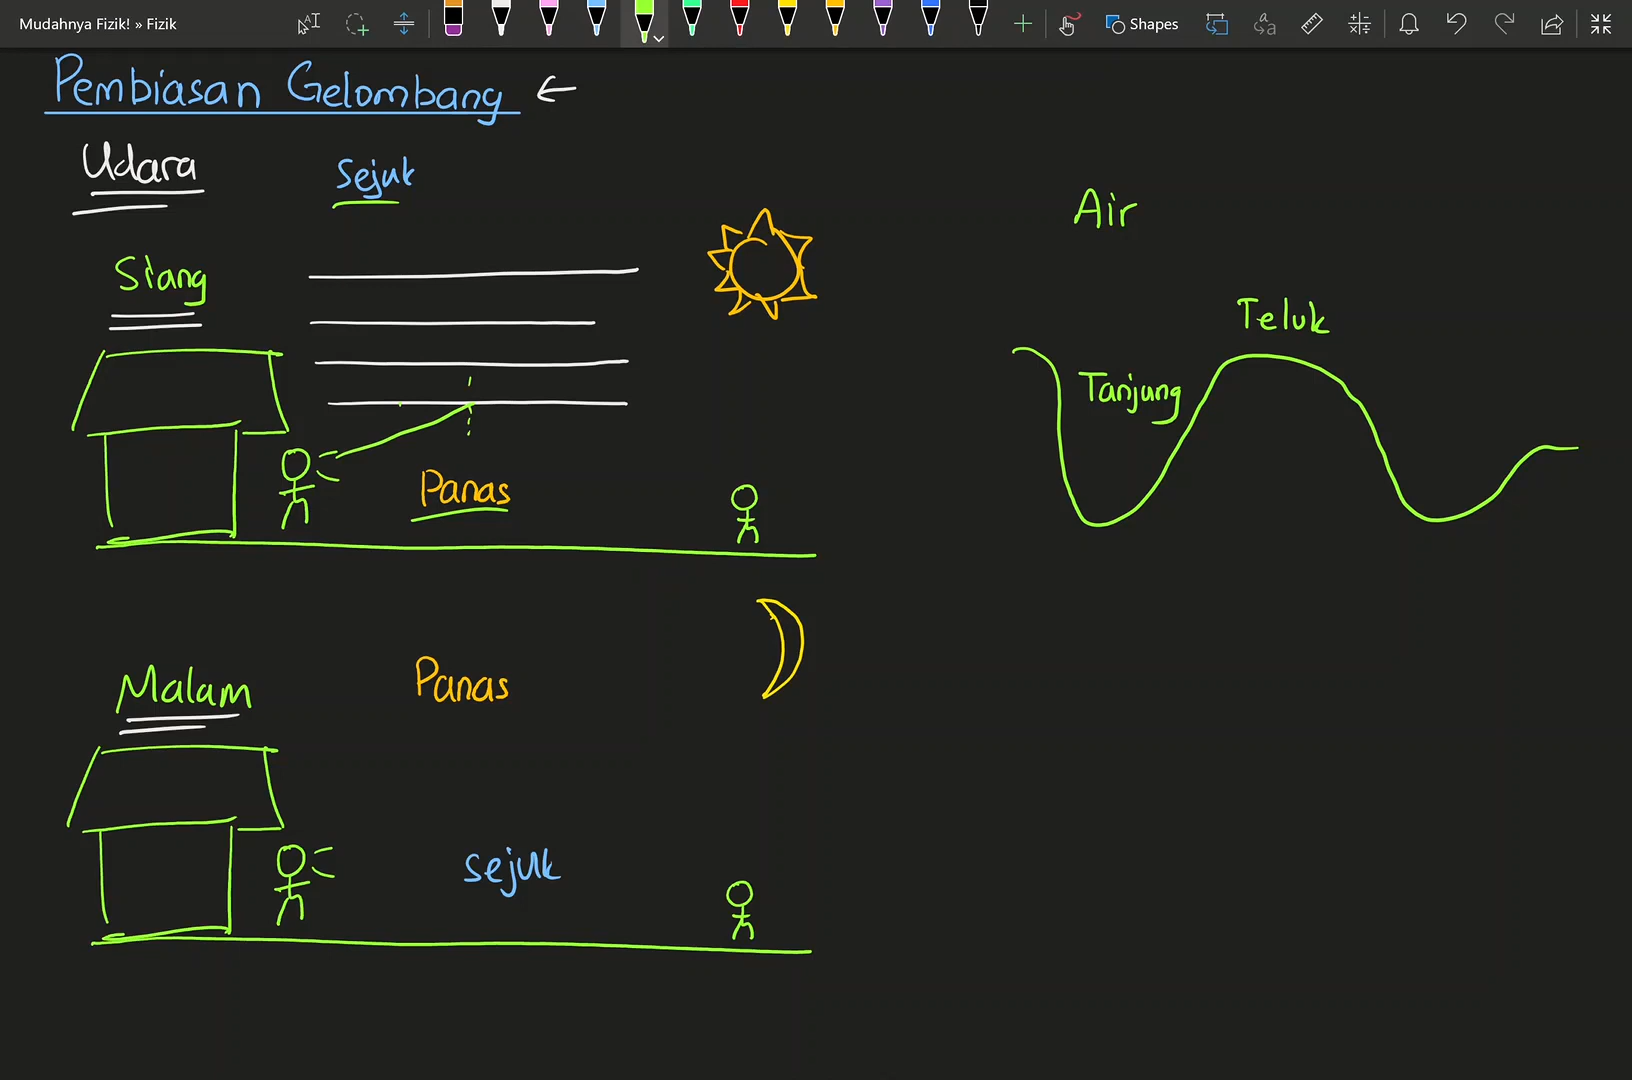 Mudahnya Fizik! » Fizik
Shapes
Pembiasan Gelombang ←
Udara
Sejuk
Siang
Panas
Malam
Panas
sejuk
Air
Teluk
Tanjung